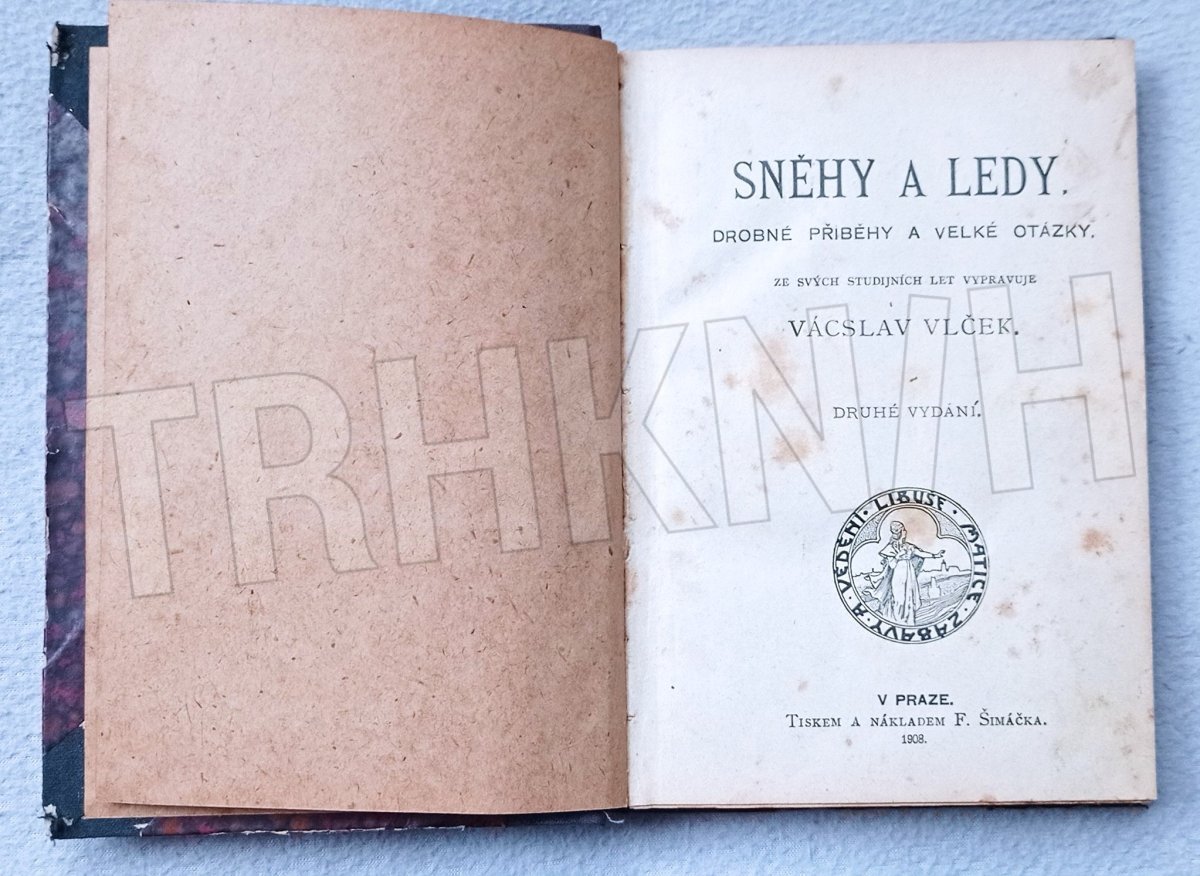 SNĚHY A LEDY.
DROBNÉ PŘIBĚHY A VELKÉ OTÁZKY.
ZE SVÝCH STUDIJNÍCH LET VYPRAVUJE
VÁCSLAV VLČEK.
DRUHÉ VYDÁNÍ.
LIBUŠE · MATICE · ZÁBAVY · A · VĚDĚNÍ ·
V PRAZE.
TISKEM A NÁKLADEM F. ŠIMÁČKA.
1908.
TRHKNIH